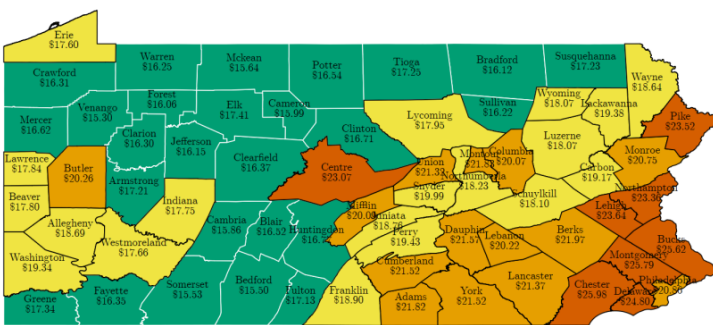 Erie
$17.60
Warren
$16.25
Mckean
$15.64
Potter
$16.54
Tioga
$17.25
Bradford
$16.12
Susquehanna
$17.23
Wayne
$18.64
Crawford
$16.31
Forest
$16.06
Venango
$15.30
Elk
$17.41
Cameron
$15.99
Sullivan
$16.22
Wyoming
$18.07
Lackawanna
$19.38
Pike
$23.52
Mercer
$16.62
Clarion
$16.30
Jefferson
$16.15
Clinton
$16.71
Lycoming
$17.95
Luzerne
$18.07
Monroe
$20.75
Lawrence
$17.84
Butler
$20.26
Clearfield
$16.37
Centre
$23.07
Union
$21.33
Montour
Columbia
$20.07
Carbon
$19.17
Armstrong
$17.21
Indiana
$17.75
Snyder
$19.99
Northumberla
$18.23
Schuylkill
$18.10
Northampton
$23.36
Beaver
$17.80
Allegheny
$18.69
Cambria
$15.86
Blair
$16.52
Huntingdon
Mifflin
Juniata
Perry
$19.43
Dauphin
$21.57
Lebanon
$20.22
Berks
$21.97
Lehigh
$23.64
Bucks
$25.62
Washington
$19.34
Westmoreland
$17.66
Cumberland
$21.52
Lancaster
$21.37
Montgomery
$25.79
Greene
$17.34
Fayette
$16.35
Somerset
$15.53
Bedford
$15.50
Fulton
$17.13
Franklin
$18.90
Adams
$21.82
York
$21.52
Chester
$25.98
Delaware
$24.80
Philadelphia